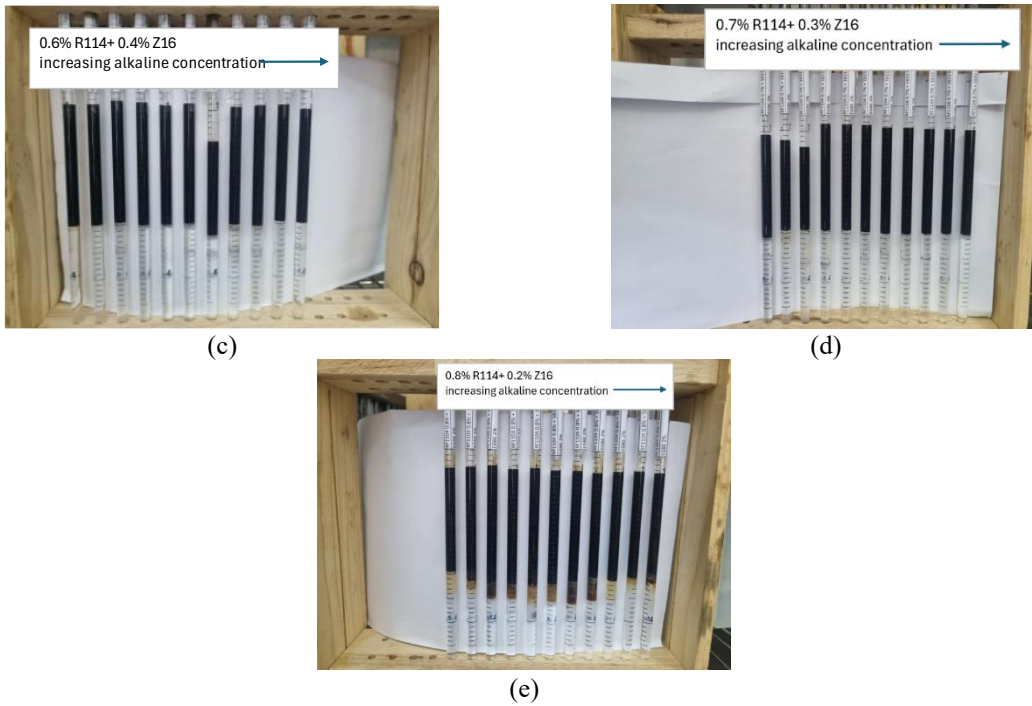 0.6% R114+ 0.4% Z16
increasing alkaline concentration
0.7% R114+ 0.3% Z16
increasing alkaline concentration
(c)
(d)
0.8% R114+ 0.2% Z16
increasing alkaline concentration
(e)